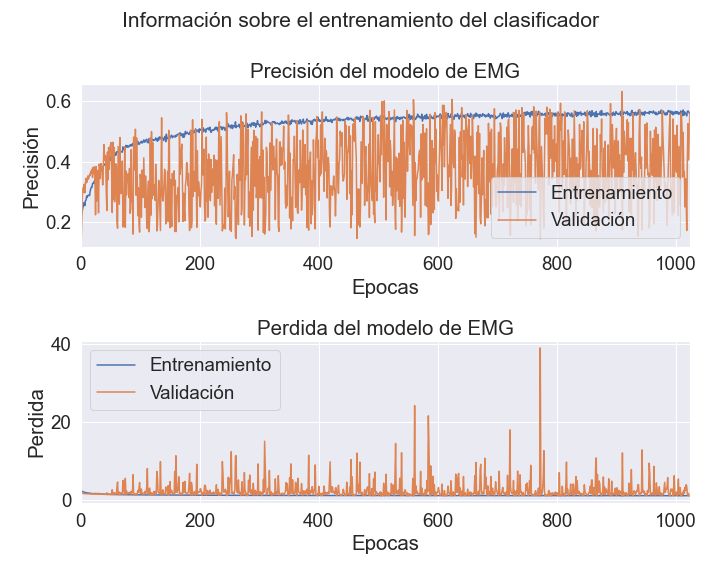 Información sobre el entrenamiento del clasificador
Precisión del modelo de EMG
Precisión
0.6
0.4
0.2
Entrenamiento
Validación
0 200 400 600 800 1000
Epocas
Perdida del modelo de EMG
Perdida
40
20
0
Entrenamiento
Validación
0 200 400 600 800 1000
Epocas